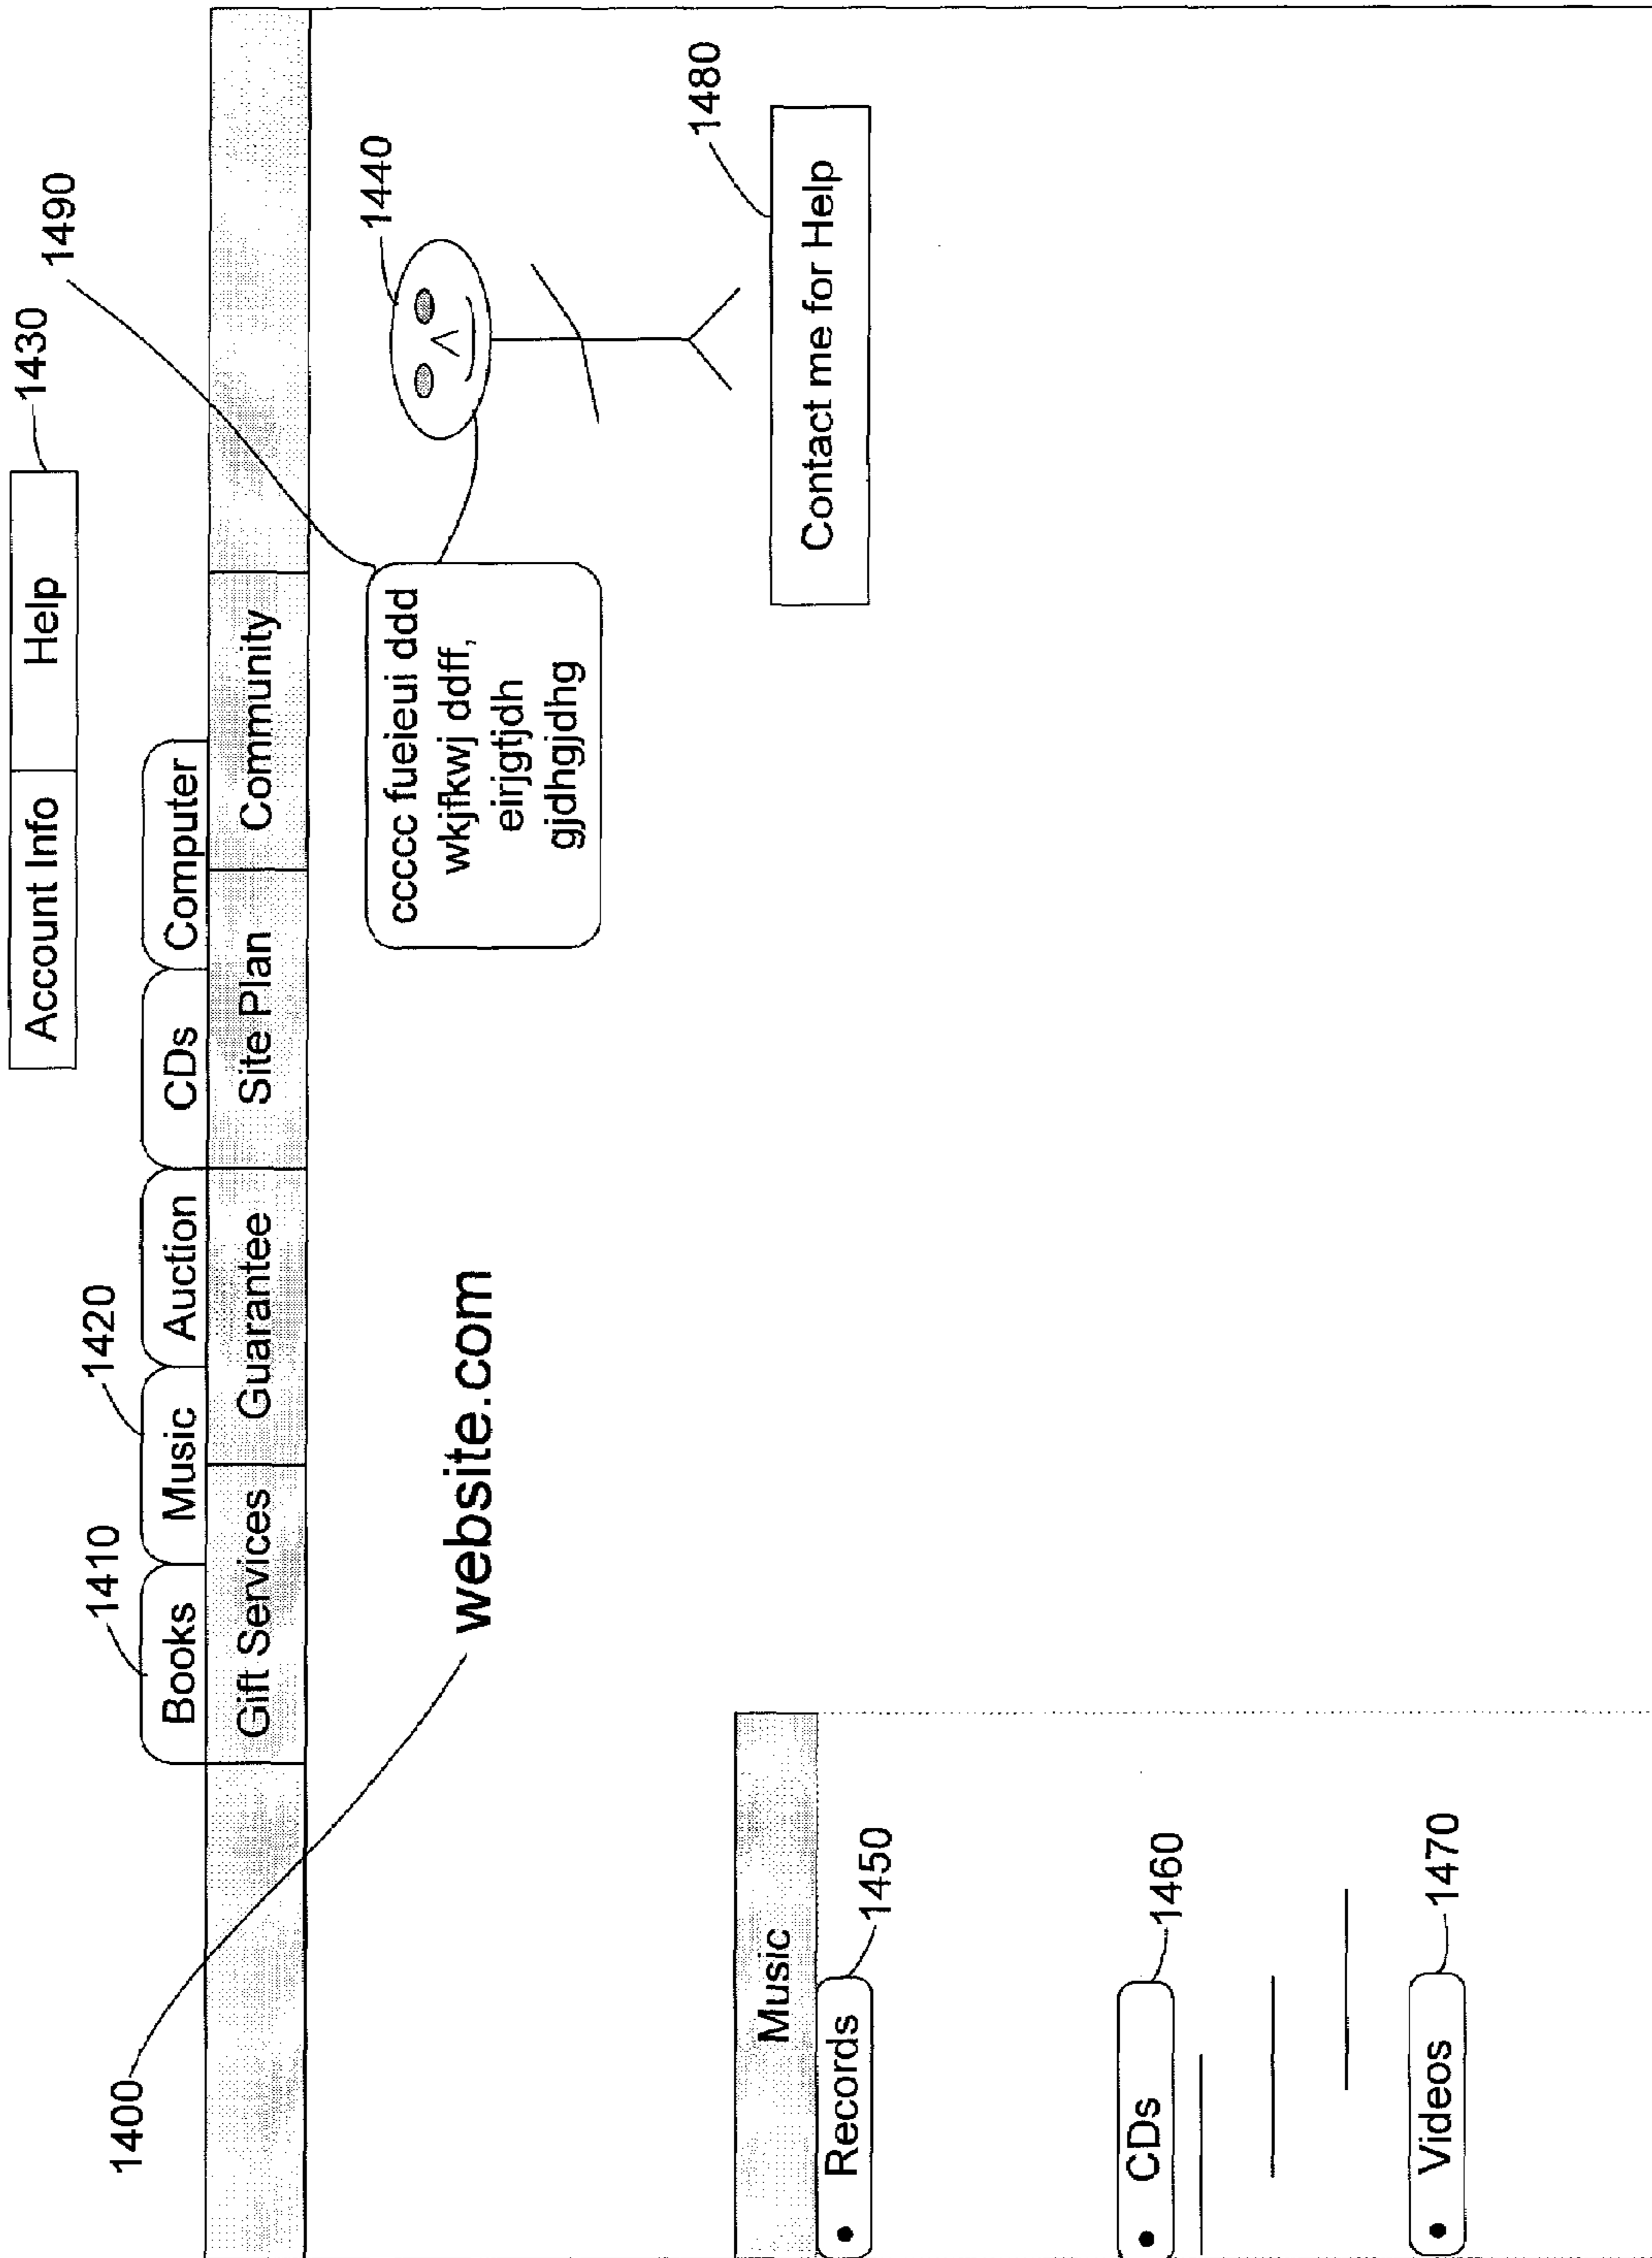 Account Info Help 1430
1490
1410 1420
Books Music Auction CDs Computer
Gift Services Guarantee Site Plan Community
1400
website.com
1440
ccccc fueieui ddd
wkjfkwj ddff,
eirjgtjdh
gjdhgjdhg
1480
Contact me for Help
Music
• Records
1450
• CDs
1460
• Videos
1470